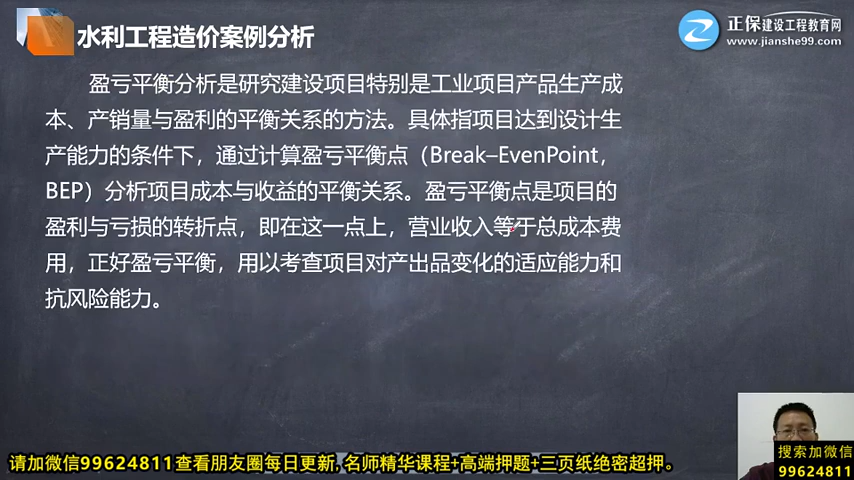 水利工程造价案例分析
正保建设工程教育网
www.jianshe99.com
盈亏平衡分析是研究建设项目特别是工业项目产品生产成
本、产销量与盈利的平衡关系的方法。具体指项目达到设计生
产能力的条件下，通过计算盈亏平衡点（Break–EvenPoint，
BEP）分析项目成本与收益的平衡关系。盈亏平衡点是项目的
盈利与亏损的转折点，即在这一点上，营业收入等于总成本费
用，正好盈亏平衡，用以考查项目对产出品变化的适应能力和
抗风险能力。
搜索加微信
99624811
请加微信99624811查看朋友圈每日更新,名师精华课程+高端押题+三页纸绝密超押。